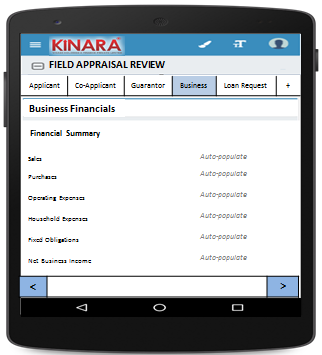 KINARA
FIELD APPRAISAL REVIEW
Applicant Co-Applicant Guarantor Business Loan Request +
Business Financials
Financial Summary
Sales Auto-populate
Purchases Auto-populate
Operating Expenses Auto-populate
Household Expenses Auto-populate
Fixed Obligations Auto-populate
Net Business Income Auto-populate
< >